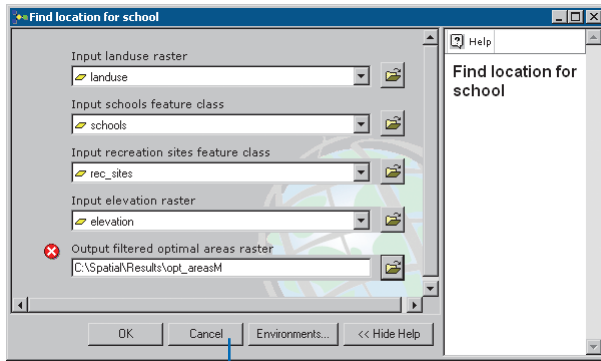 Find location for school
Input landuse raster
landuse
Input schools feature class
schools
Input recreation sites feature class
rec_sites
Input elevation raster
elevation
Output filtered optimal areas raster
C:\Spatial\Results\opt_areasM
OK
Cancel
Environments...
<< Hide Help
Help
Find location for
school